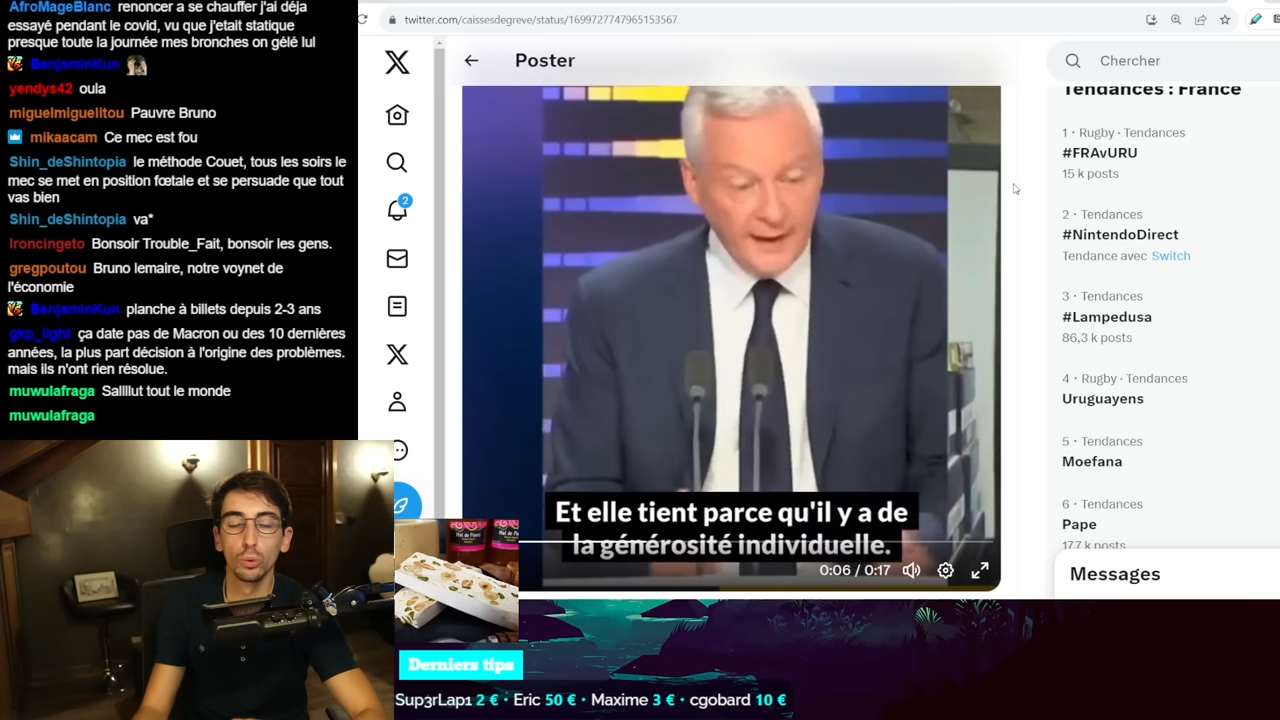 AfroMageBlanc renoncer a se chauffer j'ai déja
essayé pendant le covid, vu que j'etait statique
presque toute la journée mes bronches on gélé lul
BenjaminKun
yendys42 oula
miguelmiguelitou Pauvre Bruno
mikaacam Ce mec est fou
Shin_deShintopia le méthode Couet, tous les soirs le
mec se met en position fœtale et se persuade que tout
vas bien
Shin_deShintopia va*
Ironcingeto Bonsoir Trouble_Fait, bonsoir les gens.
gregpoutou Bruno lemaire, notre voynet de
l'économie
BenjaminKun planche à billets depuis 2-3 ans
gkp_light ça date pas de Macron ou des 10 dernières
années, la plus part décision à l'origine des problèmes.
mais ils n'ont rien résolue.
muwulafraga Sallllut tout le monde
muwulafraga
twitter.com/caissesdegreve/status/1699727747965153567
2
Poster
Et elle tient parce qu'il y a de
la générosité individuelle.
0:06 / 0:17
Chercher
Tendances : France
1 · Rugby · Tendances
#FRAvURU
15 k posts
2 · Tendances
#NintendoDirect
Tendance avec Switch
3 · Tendances
#Lampedusa
86,3 k posts
4 · Rugby · Tendances
Uruguayens
5 · Tendances
Moefana
6 · Tendances
Pape
177 k posts
Messages
Derniers tips
Sup3rLap1 2 € · Eric 50 € · Maxime 3 € · cgobard 10 €